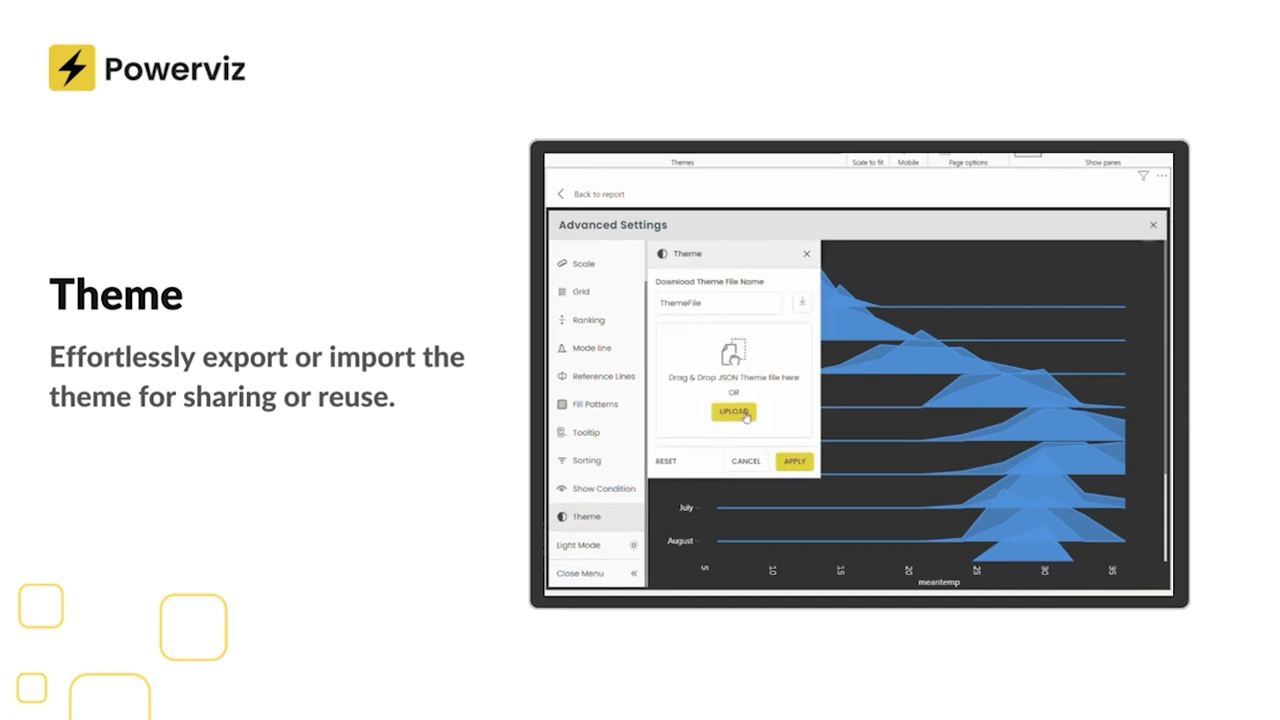 Powerviz
Theme
Effortlessly export or import the
theme for sharing or reuse.
Themes
Scale to fit
Mobile
Page options
Show panes
Back to report
Advanced Settings
Scale
Grid
Ranking
Mode line
Reference Lines
Fill Patterns
Tooltip
Sorting
Show Condition
Theme
Light Mode
Close Menu
Theme
Download Theme File Name
ThemeFile
Drag & Drop JSON Theme file here
OR
UPLOAD
RESET
CANCEL
APPLY
July
August
5
10
15
20
25
30
35
meantemp